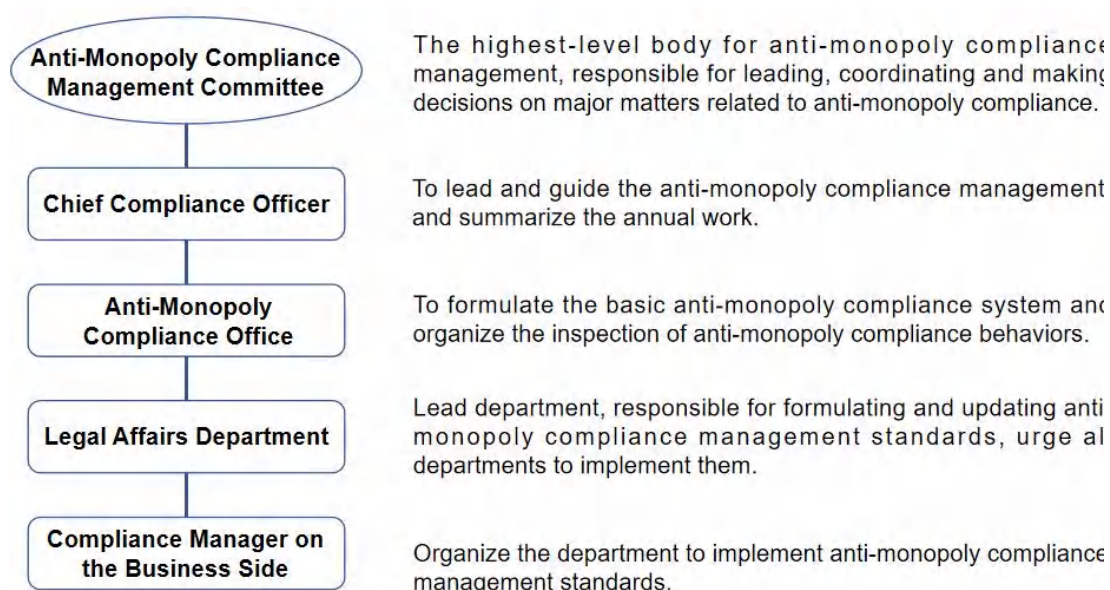 Anti-Monopoly Compliance
Management Committee
The highest-level body for anti-monopoly compliance
management, responsible for leading, coordinating and making
decisions on major matters related to anti-monopoly compliance.
Chief Compliance Officer
To lead and guide the anti-monopoly compliance management
and summarize the annual work.
Anti-Monopoly
Compliance Office
To formulate the basic anti-monopoly compliance system and
organize the inspection of anti-monopoly compliance behaviors.
Legal Affairs Department
Lead department, responsible for formulating and updating anti
monopoly compliance management standards, urge al
departments to implement them.
Compliance Manager on
the Business Side
Organize the department to implement anti-monopoly compliance
management standards.